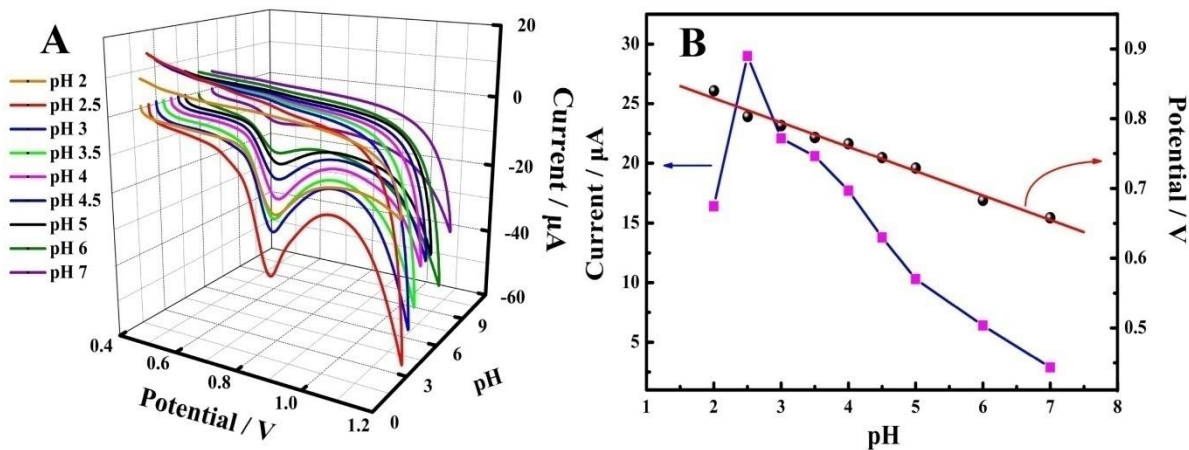 A
pH 2
pH 2.5
pH 3
pH 3.5
pH 4
pH 4.5
pH 5
pH 6
pH 7
20
0
-20
-40
-60
Current / µA
0.4
0.6
0.8
1.0
1.2
Potential / V
0
3
6
9
pH
B
30
25
20
15
10
5
Current / µA
0.9
0.8
0.7
0.6
0.5
Potential / V
1
2
3
4
5
6
7
8
pH